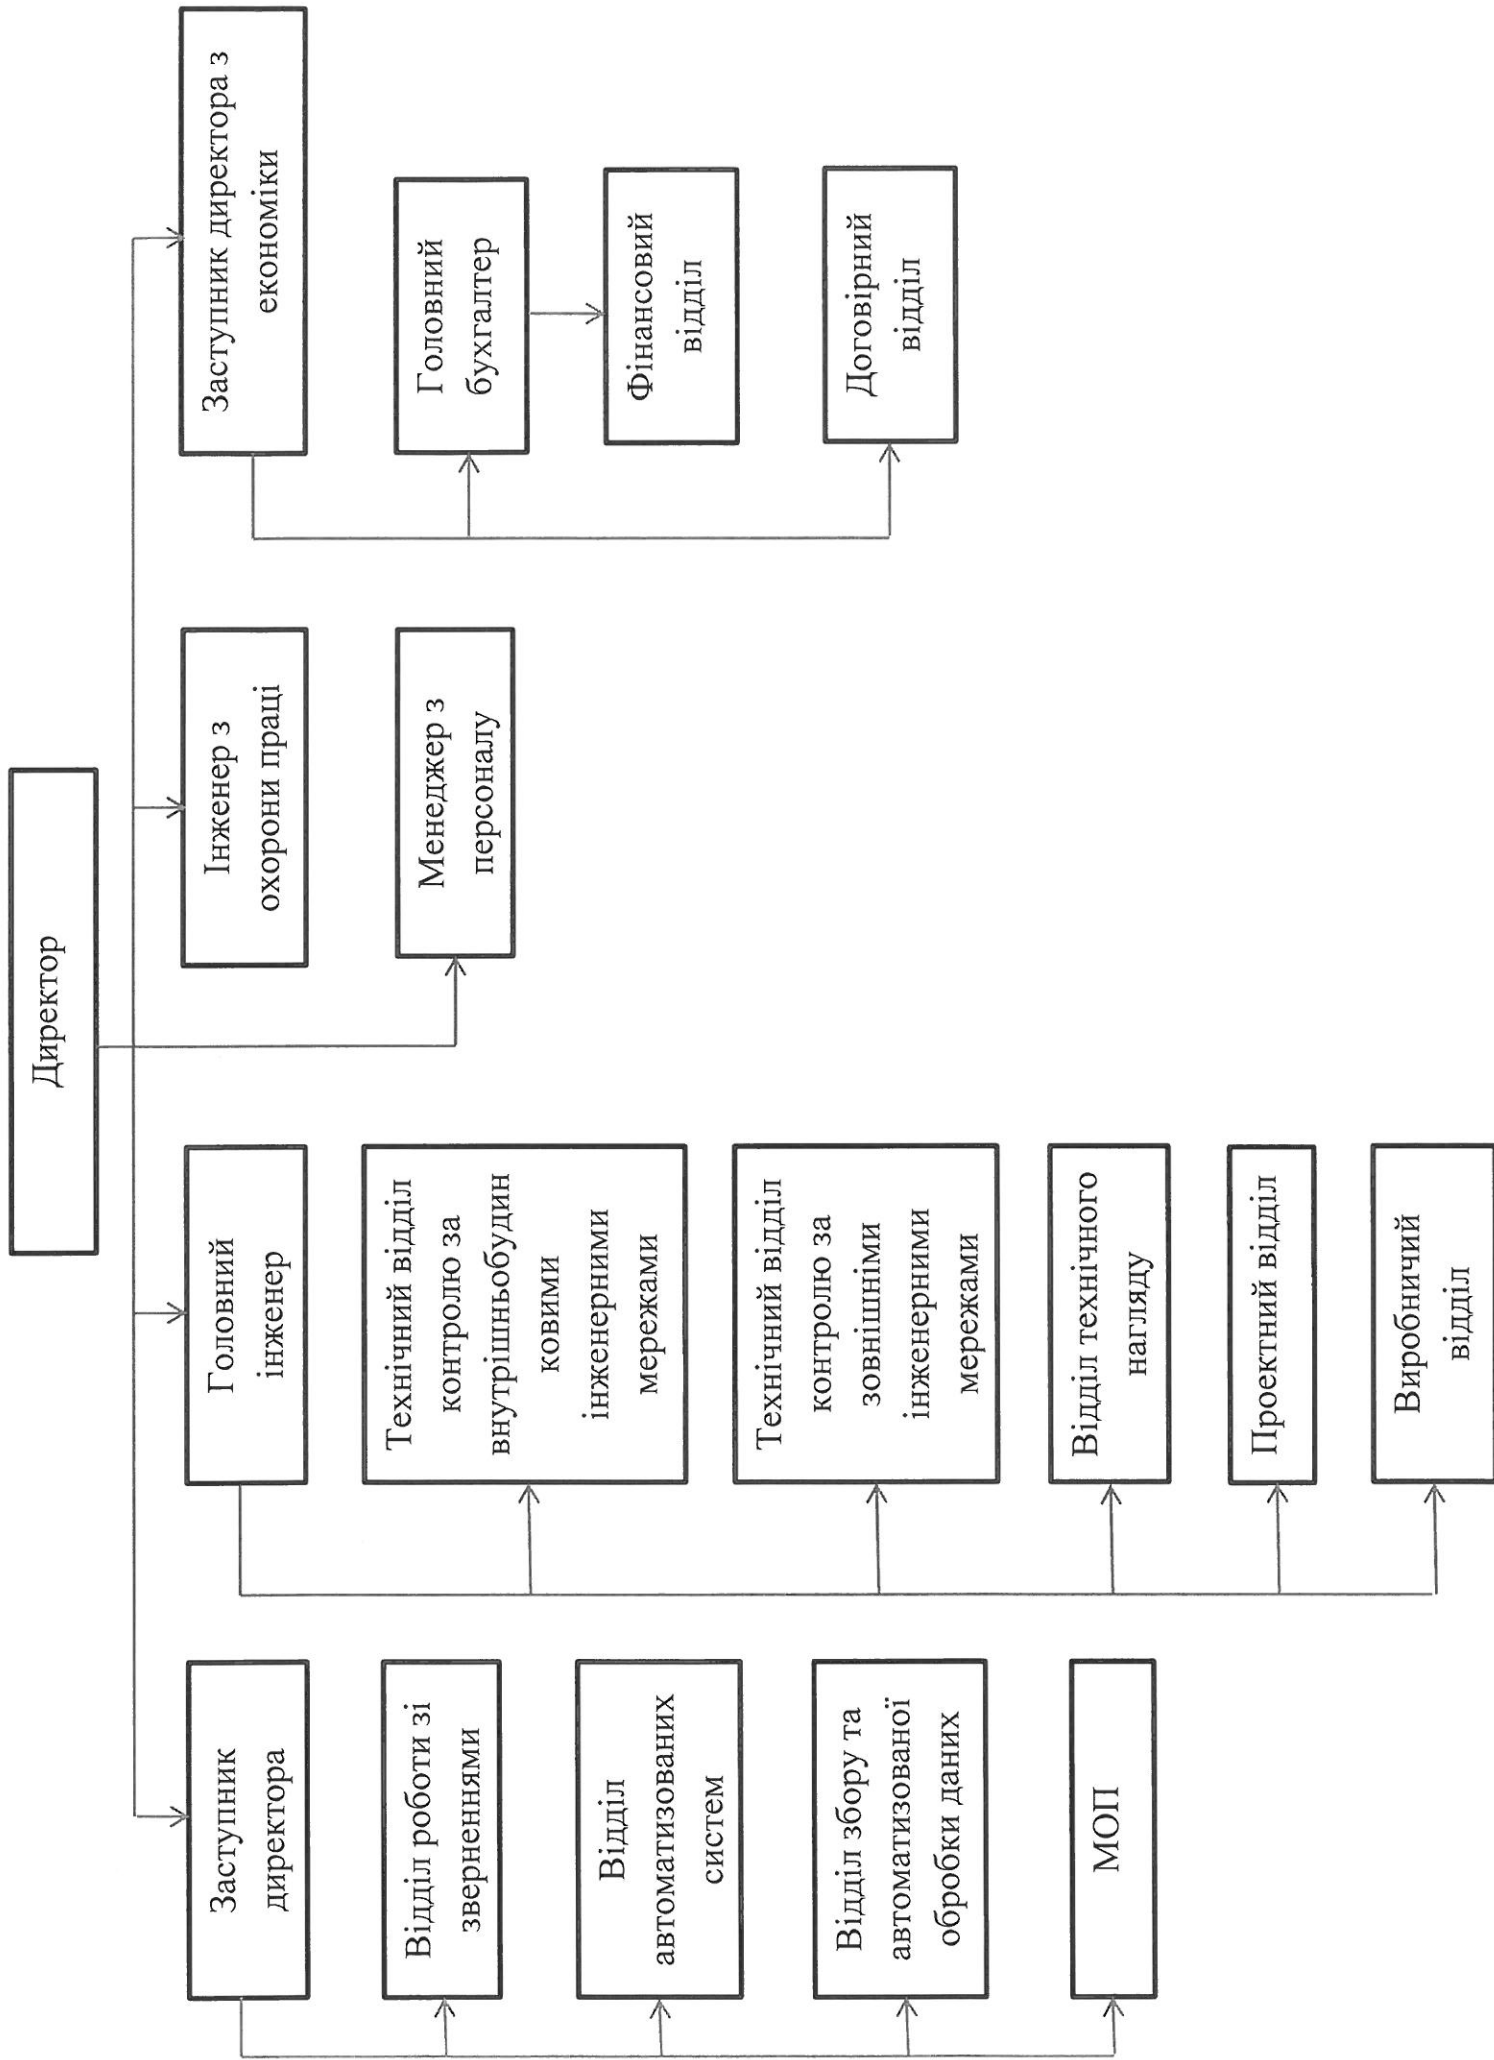 Директор
Заступник
директора
Відділ роботи зі
зверненнями
Відділ
автоматизованих
систем
Відділ збору та
автоматизованої
обробки даних
МОП
Головний
інженер
Технічний відділ
контролю за
внутрішньобудин
ковими
інженерними
мережами
Технічний відділ
контролю за
зовнішніми
інженерними
мережами
Відділ технічного
нагляду
Проектний відділ
Виробничий
відділ
Інженер з
охорони праці
Менеджер з
персоналу
Заступник директора з
економіки
Головний
бухгалтер
Фінансовий
відділ
Договірний
відділ